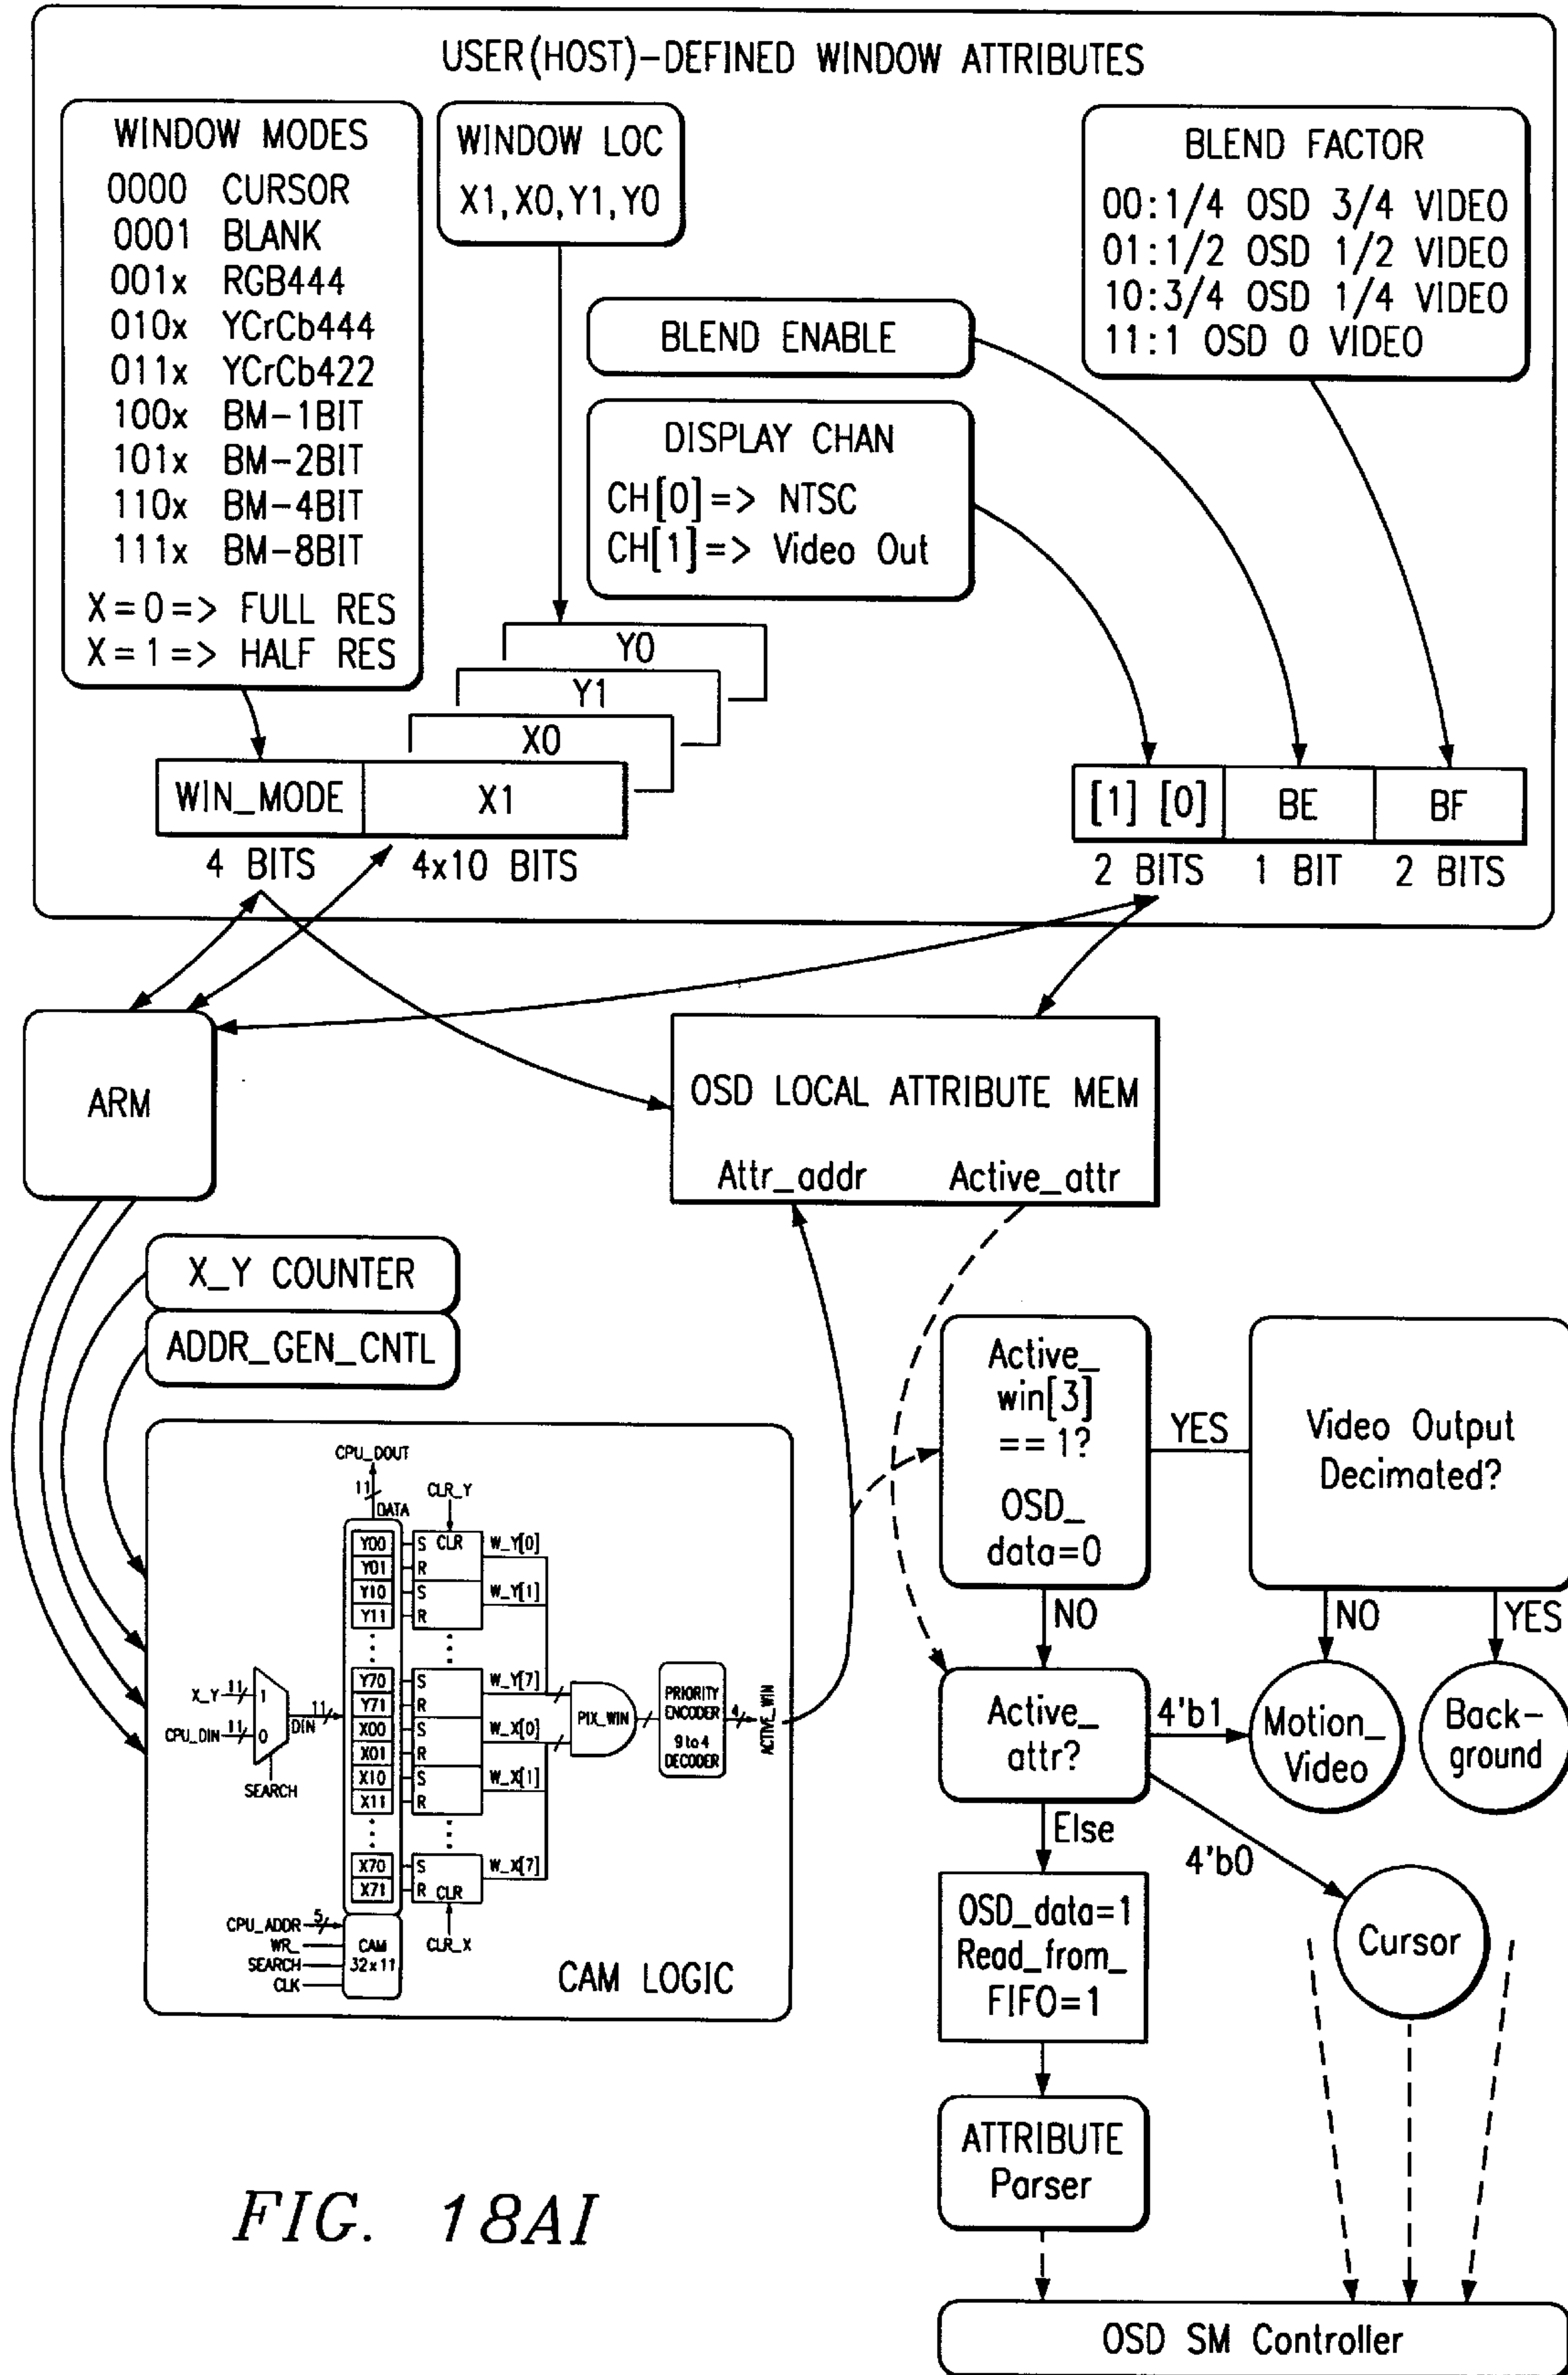 USER(HOST)-DEFINED WINDOW ATTRIBUTES
WINDOW MODES
0000 CURSOR
0001 BLANK
001x RGB444
010x YCrCb444
011x YCrCb422
100x BM-1BIT
101x BM-2BIT
110x BM-4BIT
111x BM-8BIT
X=0=> FULL RES
X=1=> HALF RES
WINDOW LOC
X1,X0,Y1,Y0
BLEND FACTOR
00:1/4 OSD 3/4 VIDEO
01:1/2 OSD 1/2 VIDEO
10:3/4 OSD 1/4 VIDEO
11:1 OSD 0 VIDEO
BLEND ENABLE
DISPLAY CHAN
CH[0]=> NTSC
CH[1]=> Video Out
Y0
Y1
X0
WIN_MODE
X1
[1] [0]
BE
BF
4 BITS
4x10 BITS
2 BITS
1 BIT
2 BITS
ARM
OSD LOCAL ATTRIBUTE MEM
Attr_addr
Active_attr
X_Y COUNTER
ADDR_GEN_CNTL
Active_
win[3]
==1?
OSD_
data=0
YES
Video Output
Decimated?
NO
NO
YES
Active_
attr?
4'b1
Motion_
Video
Back-
ground
Else
4'b0
Cursor
OSD_data=1
Read_from_
FIFO=1
ATTRIBUTE
Parser
OSD SM Controller
CPU_DOUT
11
DATA
CLR_Y
Y00
S
CLR
W_Y[0]
Y01
R
Y10
S
W_Y[1]
Y11
R
Y70
S
W_Y[7]
Y71
R
X00
S
W_X[0]
X01
R
X10
S
W_X[1]
X11
R
X70
S
W_X[7]
X71
R
CLR
X_Y
11
1
CPU_DIN
11
0
11
DIN
SEARCH
PIX_WIN
PRIORITY
ENCODER
9 to 4
DECODER
4
ACTIVE_WIN
CPU_ADDR
5
WR_
SEARCH
CLK
CAM
32x11
CLR_X
CAM LOGIC
FIG. 18AI